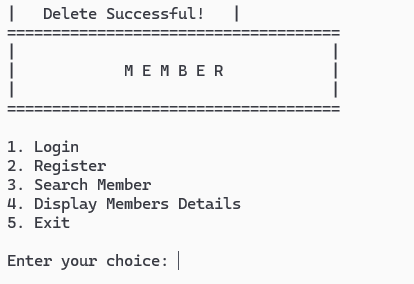 |   Delete Successful!   |
=====================================
|                                   |
|            M E M B E R            |
|                                   |
=====================================
1. Login
2. Register
3. Search Member
4. Display Members Details
5. Exit
Enter your choice: